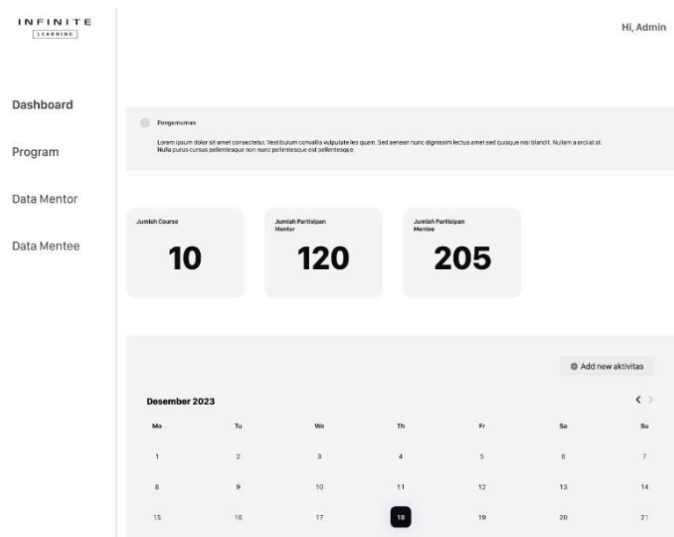 INFINITE
LEARNING
Hi, Admin
Dashboard
Program
Data Mentor
Data Mentee
Pengumuman
Lorem ipsum dolor sit amet consectetur. Vestibulum convallis vulputate leo quam. Sed aenean nunc dignissim lectus amet sed quisque nisi blandit. Nullam a orci at at.
Nulla purus cursus pellentesque non nunc pellentesque est pellentesque.
Jumlah Course
10
Jumlah Partisipan
Mentor
120
Jumlah Partisipan
Mentee
205
Add new aktivitas
Desember 2023
Mo Tu Wo Th Fr Sa Su
1 2 3 4 5 6 7
8 9 10 11 12 13 14
15 16 17 18 19 20 21